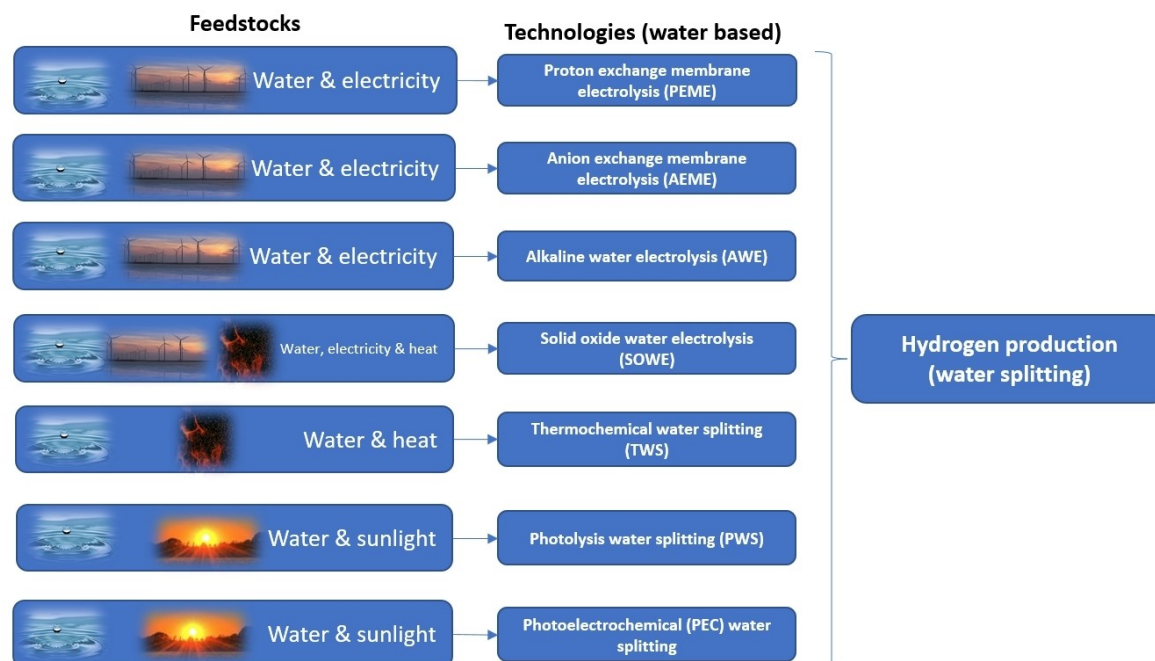 Feedstocks
Technologies (water based)
Water & electricity
Proton exchange membrane
electrolysis (PEME)
Water & electricity
Anion exchange membrane
electrolysis (AEME)
Water & electricity
Alkaline water electrolysis (AWE)
Water, electricity & heat
Solid oxide water electrolysis
(SOWE)
Hydrogen production
(water splitting)
Water & heat
Thermochemical water splitting
(TWS)
Water & sunlight
Photolysis water splitting (PWS)
Water & sunlight
Photoelectrochemical (PEC) water
splitting